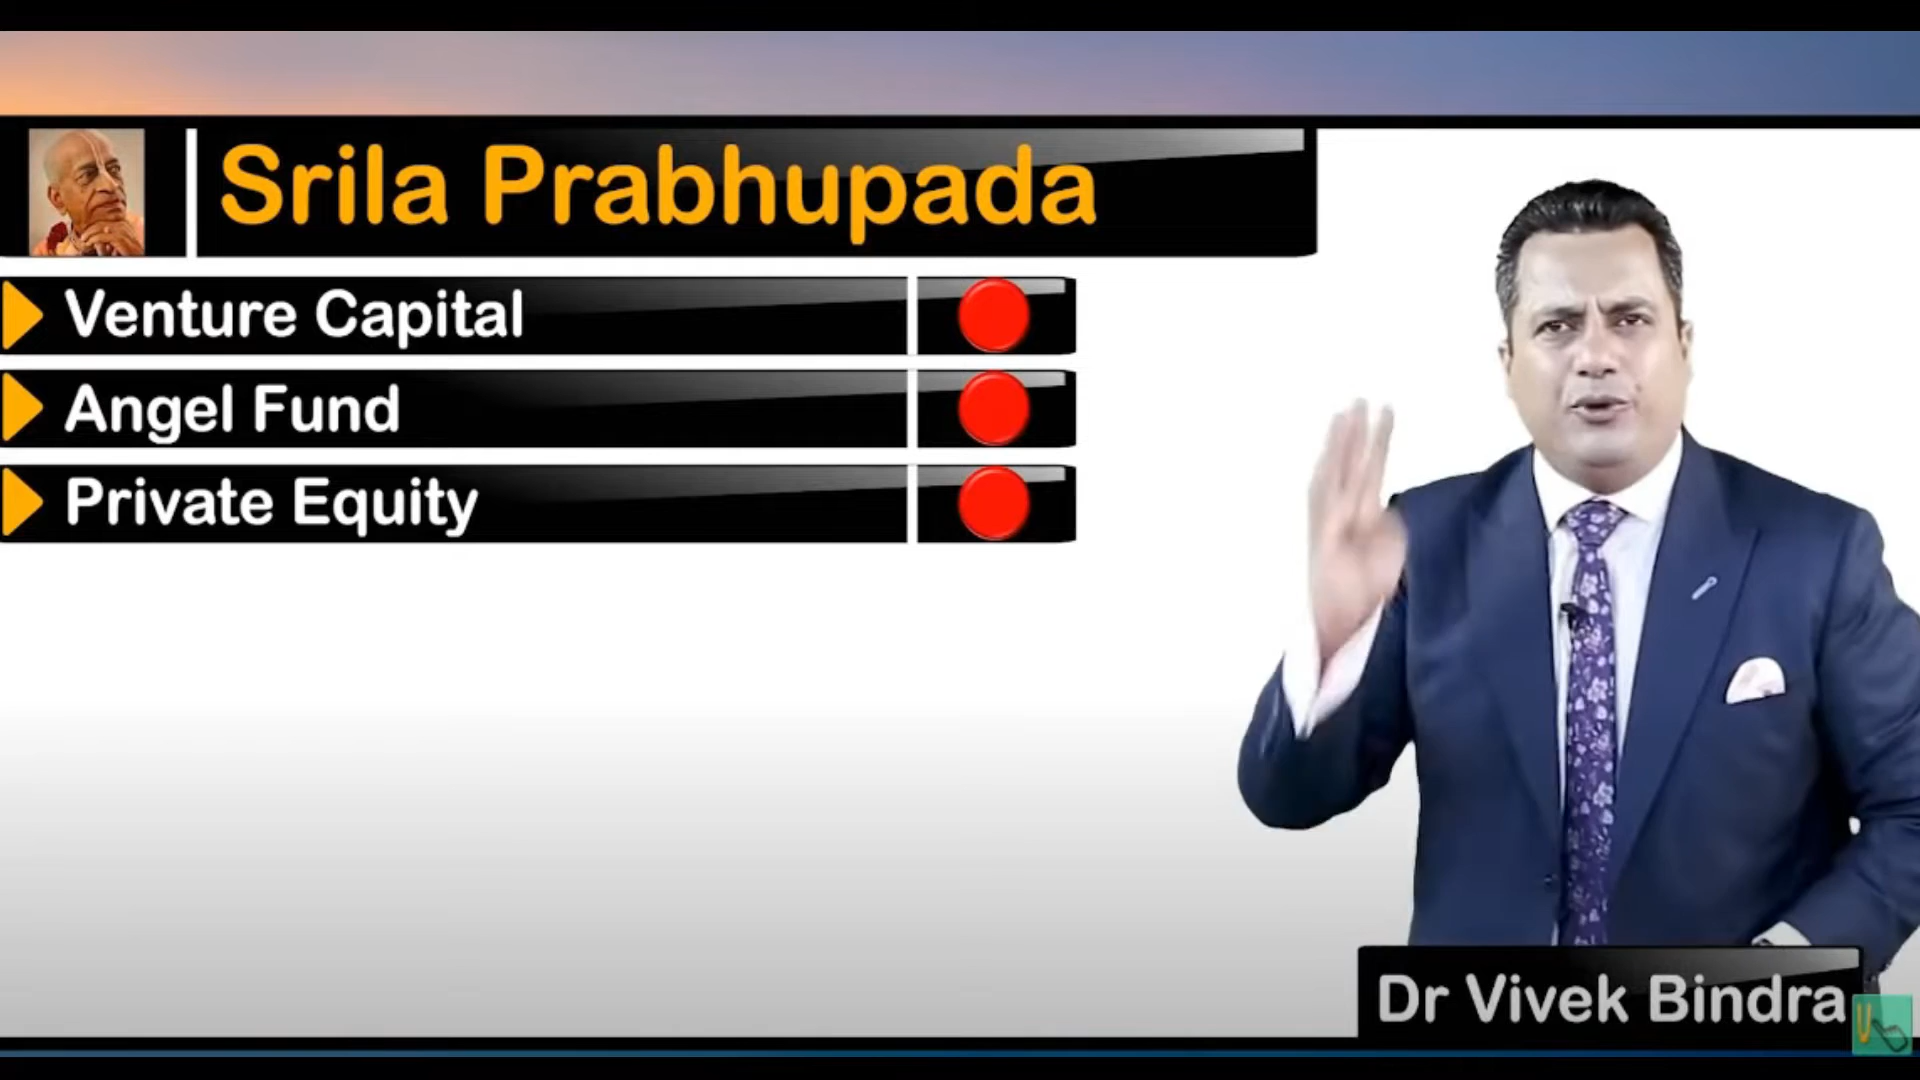 Srila Prabhupada
Venture Capital
Angel Fund
Private Equity
Dr Vivek Bindra